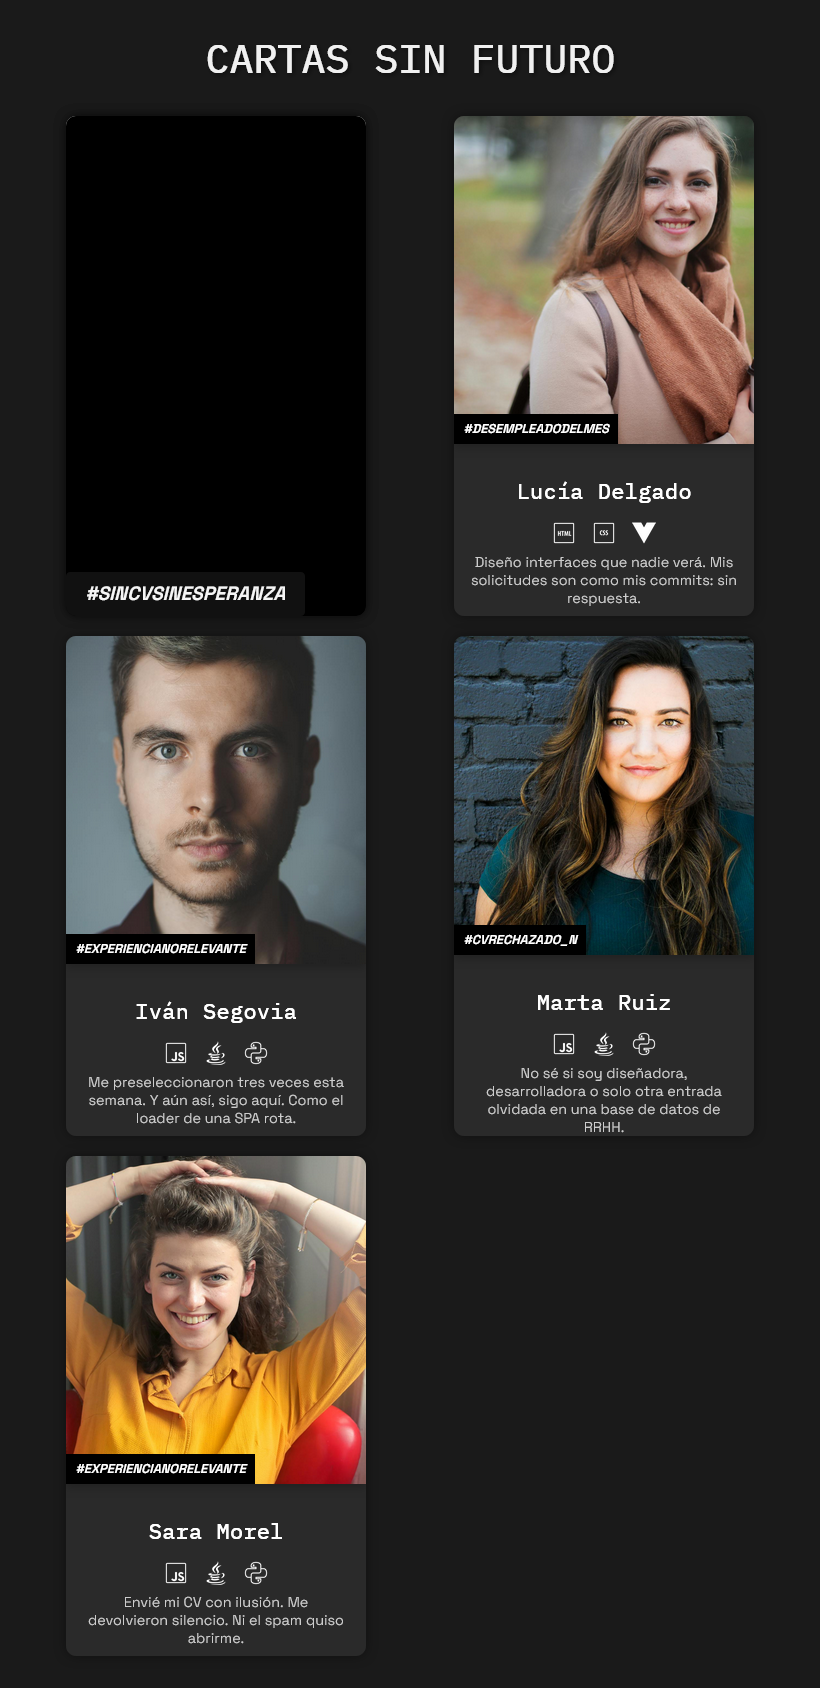 CARTAS SIN FUTURO
#SINCVSINESPERANZA
#DESEMPLEADODELMES
Lucía Delgado
HTML
CSS
Diseño interfaces que nadie verá. Mis
solicitudes son como mis commits: sin
respuesta.
#EXPERIENCIANORELEVANTE
Iván Segovia
JS
Me preseleccionaron tres veces esta
semana. Y aún así, sigo aquí. Como el
loader de una SPA rota.
#CVRECHAZADO_N
Marta Ruiz
JS
No sé si soy diseñadora,
desarrolladora o solo otra entrada
olvidada en una base de datos de
RRHH.
#EXPERIENCIANORELEVANTE
Sara Morel
JS
Envié mi CV con ilusión. Me
devolvieron silencio. Ni el spam quiso
abrirme.